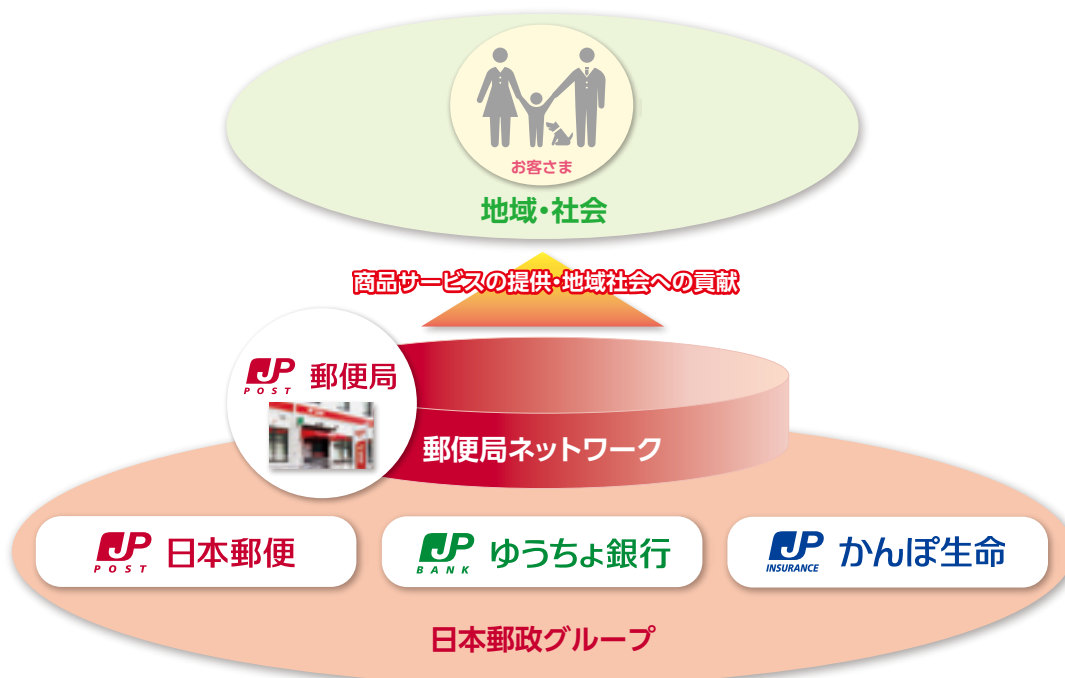 お客さま
地域・社会
商品サービスの提供・地域社会への貢献
JP POST 郵便局
郵便局ネットワーク
JP POST 日本郵便
JP BANK ゆうちょ銀行
JP INSURANCE かんぽ生命
日本郵政グループ